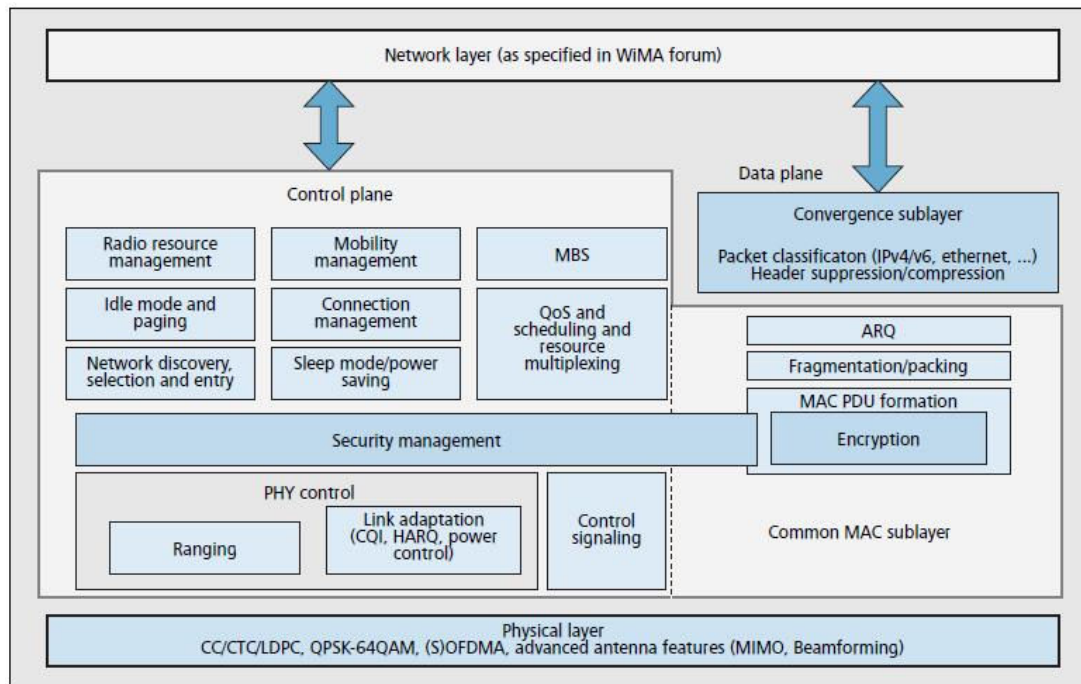 Network layer (as specified in WiMA forum)
Data plane
Control plane
Convergence sublayer
Packet classificaton (IPv4/v6, ethernet, ...)
Header suppression/compression
Radio resource
management
Mobility
management
MBS
Idle mode and
paging
Connection
management
QoS and
scheduling and
resource
multiplexing
Network discovery,
selection and entry
Sleep mode/power
saving
ARQ
Fragmentation/packing
MAC PDU formation
Encryption
Security management
PHY control
Ranging
Link adaptation
(CQI, HARQ, power
control)
Control
signaling
Common MAC sublayer
Physical layer
CC/CTC/LDPC, QPSK-64QAM, (S)OFDMA, advanced antenna features (MIMO, Beamforming)